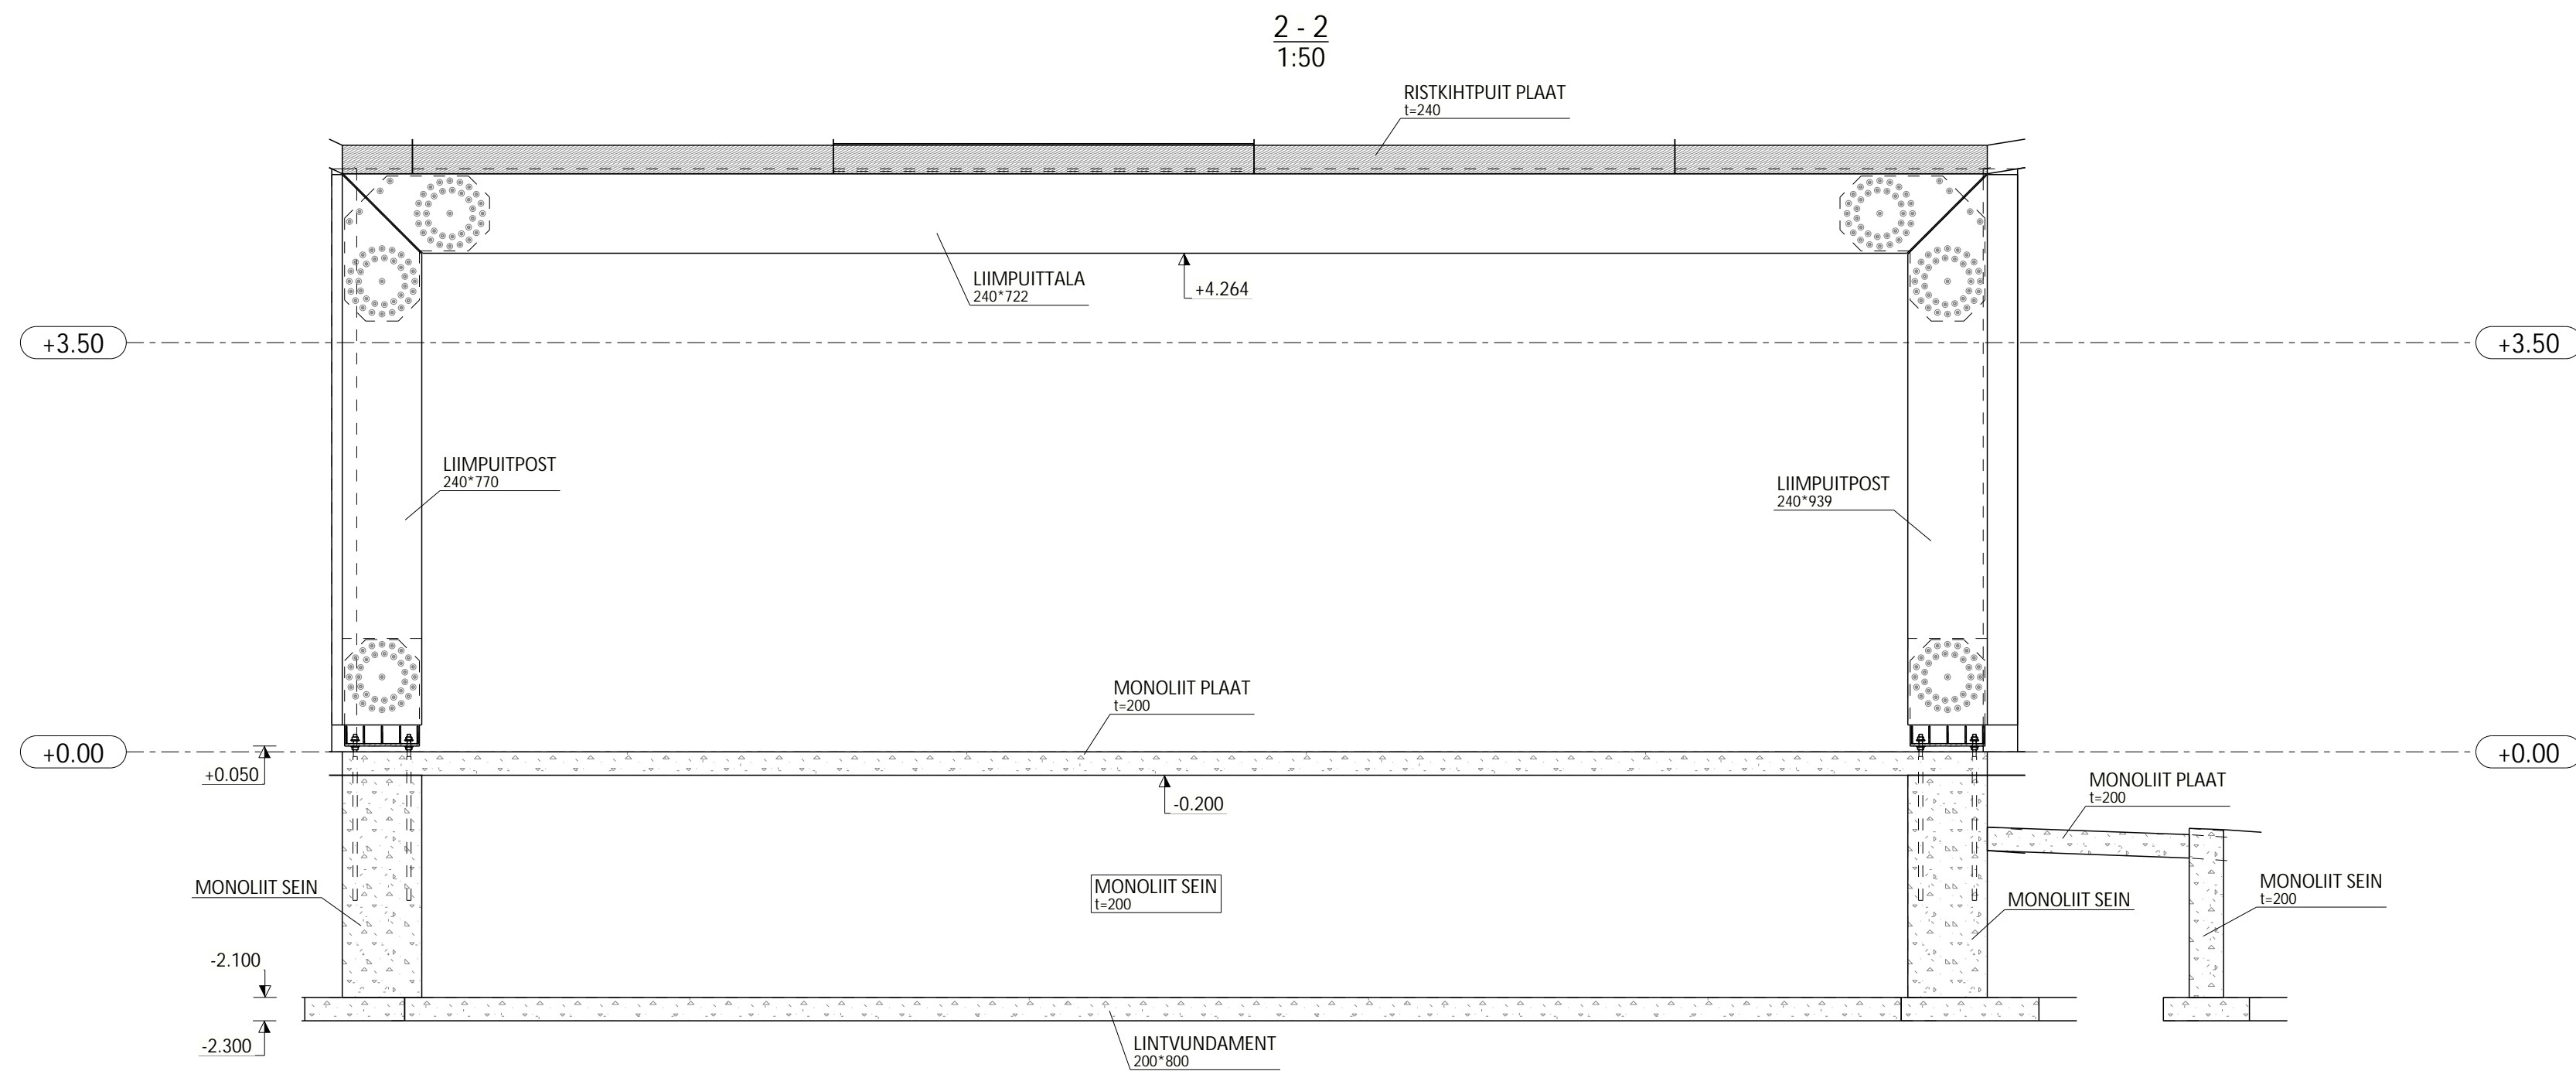 2 - 2
1:50
RISTKIHTPUIT PLAAT
t=240
LIIMPUITTALA
240*722
+4.264
+3.50
+3.50
LIIMPUITPOST
240*770
LIIMPUITPOST
240*939
MONOLIIT PLAAT
t=200
+0.00
+0.00
+0.050
-0.200
MONOLIIT PLAAT
t=200
MONOLIIT SEIN
MONOLIIT SEIN
t=200
MONOLIIT SEIN
MONOLIIT SEIN
t=200
-2.100
-2.300
LINTVUNDAMENT
200*800